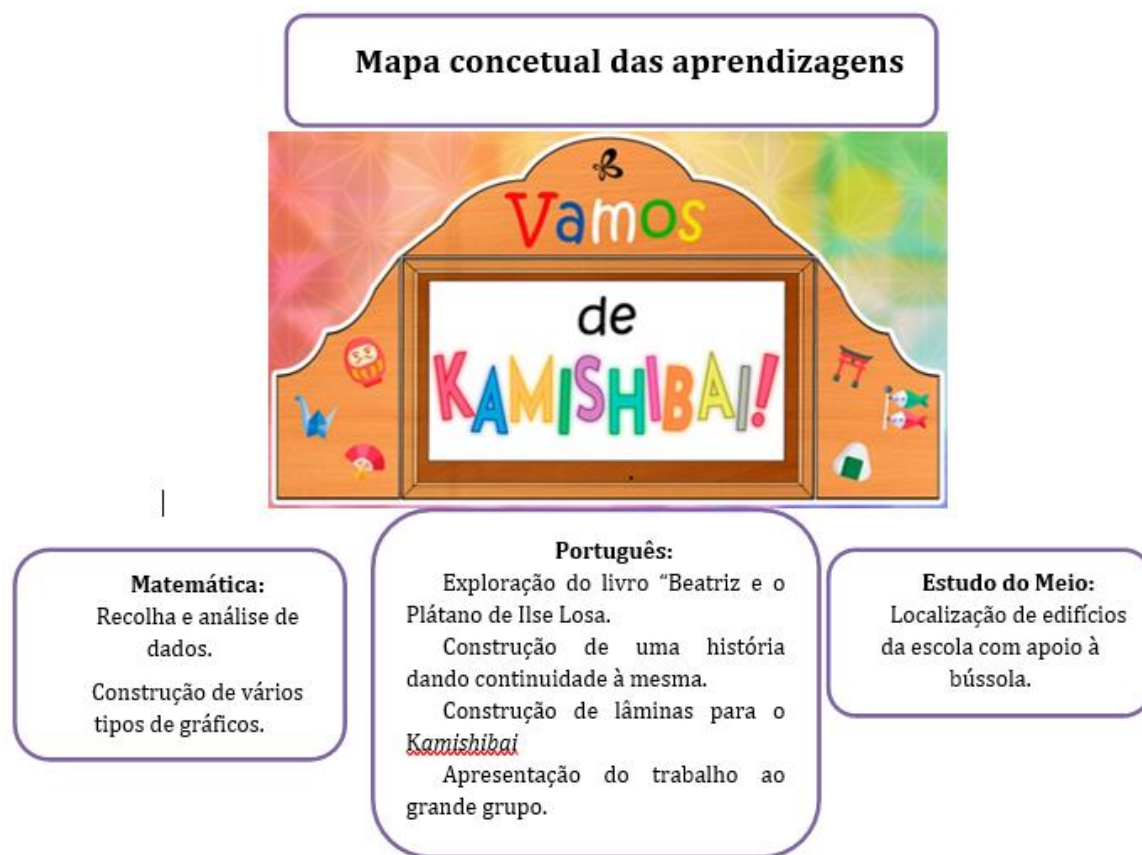 Mapa concetual das aprendizagens
Vamos
de
KAMISHIBAI!
Matemática:
Recolha e análise de
dados.
Construção de vários
tipos de gráficos.
Português:
Exploração do livro “Beatriz e o
Plátano de Ilse Losa.
Construção de uma história
dando continuidade à mesma.
Construção de lâminas para o
Kamishibai
Apresentação do trabalho ao
grande grupo.
Estudo do Meio:
Localização de edifícios
da escola com apoio à
bússola.